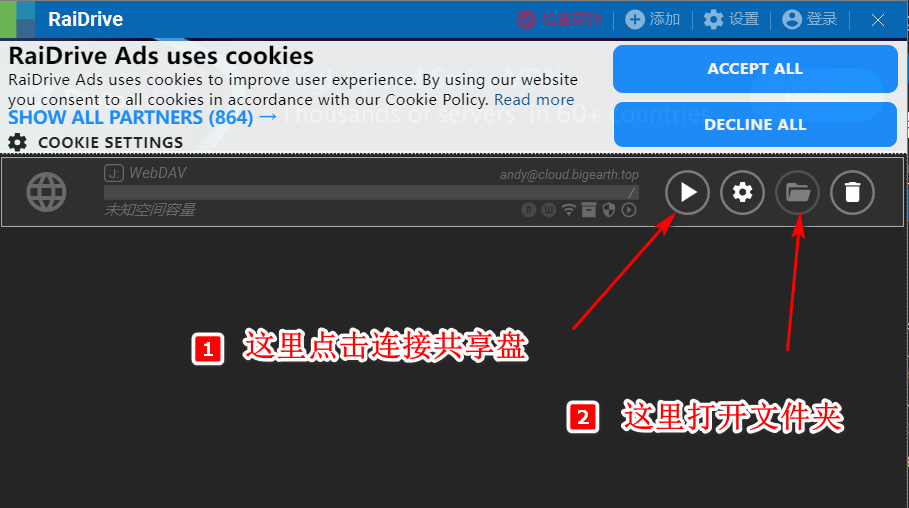 RaiDrive
检查更新
添加
设置
登录
RaiDrive Ads uses cookies
RaiDrive Ads uses cookies to improve user experience. By using our website
you consent to all cookies in accordance with our Cookie Policy. Read more
SHOW ALL PARTNERS (864) →
COOKIE SETTINGS
ACCEPT ALL
DECLINE ALL
Thousands of servers in 60+ countries
J: WebDAV
andy@cloud.bigearth.top
/
未知空间容量
R
W
1 这里点击连接共享盘
2 这里打开文件夹